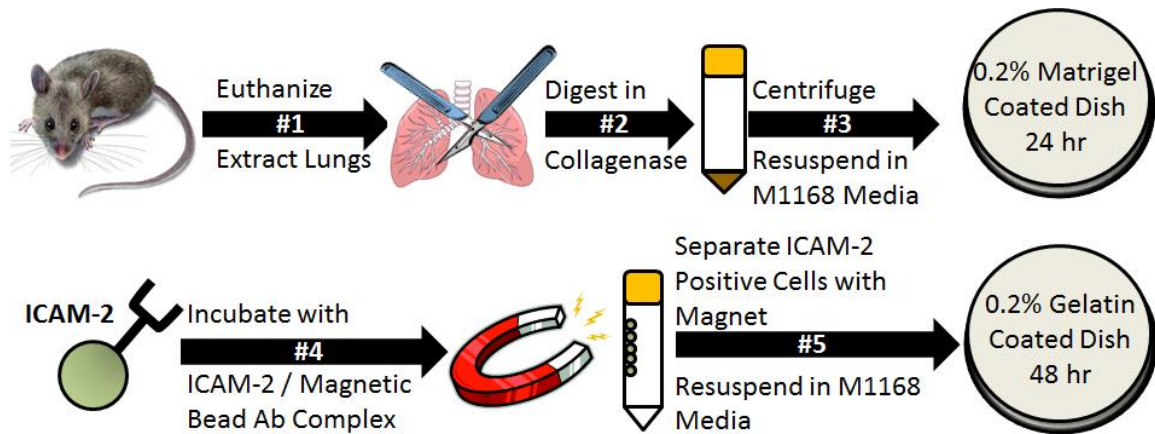 Euthanize
#1
Extract Lungs
Digest in
#2
Collagenase
Centrifuge
#3
Resuspend in
M1168 Media
0.2% Matrigel
Coated Dish
24 hr
ICAM-2
Incubate with
#4
ICAM-2 / Magnetic
Bead Ab Complex
Separate ICAM-2
Positive Cells with
Magnet
#5
Resuspend in M1168
Media
0.2% Gelatin
Coated Dish
48 hr